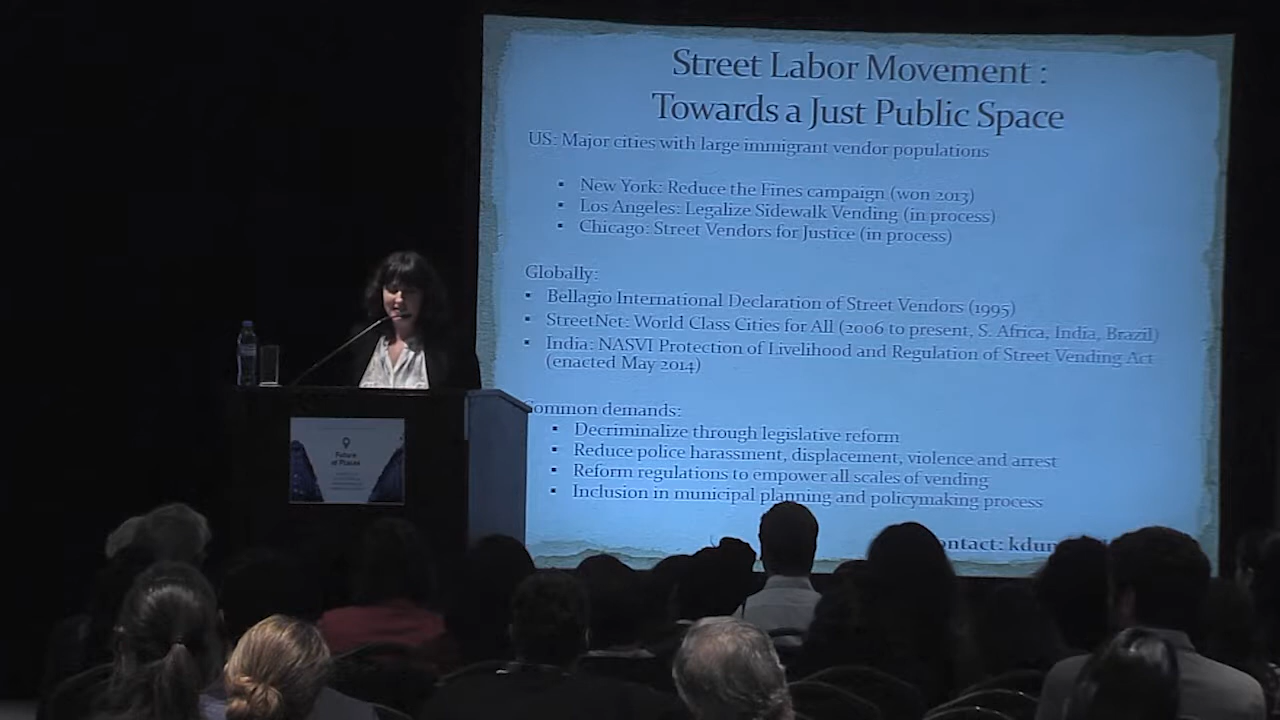 Street Labor Movement :
Towards a Just Public Space
US: Major cities with large immigrant vendor populations
▪ New York: Reduce the Fines campaign (won 2013)
▪ Los Angeles: Legalize Sidewalk Vending (in process)
▪ Chicago: Street Vendors for Justice (in process)
Globally:
▪ Bellagio International Declaration of Street Vendors (1995)
▪ StreetNet: World Class Cities for All (2006 to present, S. Africa, India, Brazil)
▪ India: NASVI Protection of Livelihood and Regulation of Street Vending Act
(enacted May 2014)
Common demands:
▪ Decriminalize through legislative reform
▪ Reduce police harassment, displacement, violence and arrest
▪ Reform regulations to empower all scales of vending
▪ Inclusion in municipal planning and policymaking process
ontact: kdun
Future
of Places